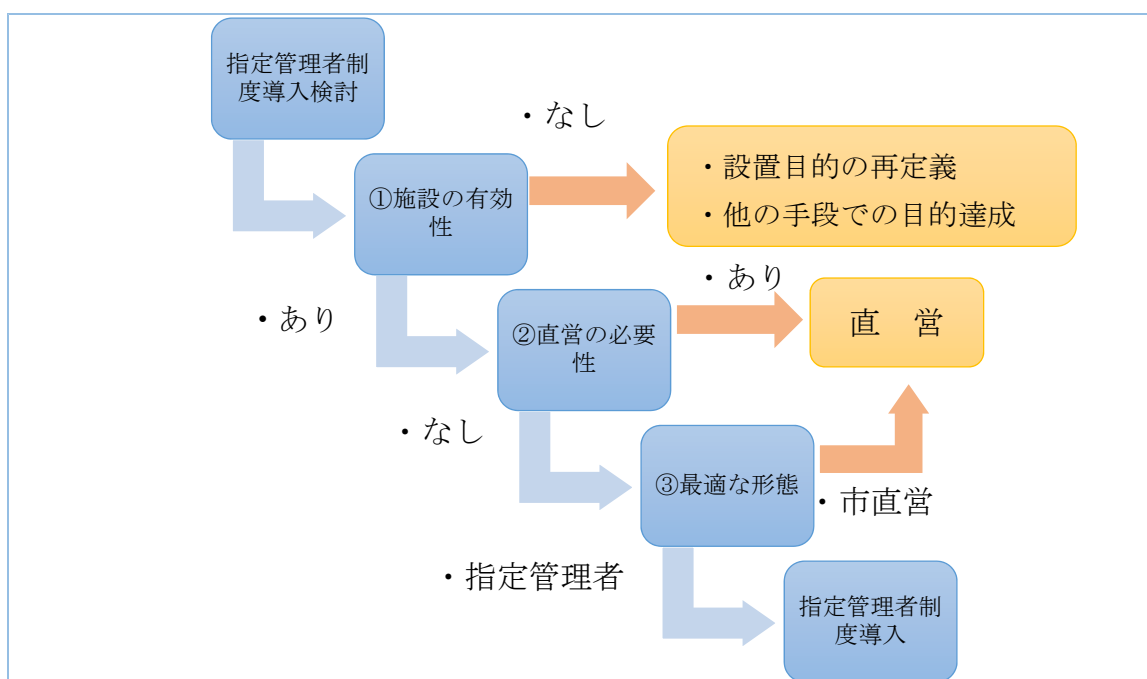 指定管理者制
度導入検討
・なし
・設置目的の再定義
・他の手段での目的達成
①施設の有効
性
・あり
・あり
②直営の必要
性
直　営
・なし
③最適な形態
・市直営
・指定管理者
指定管理者制
度導入